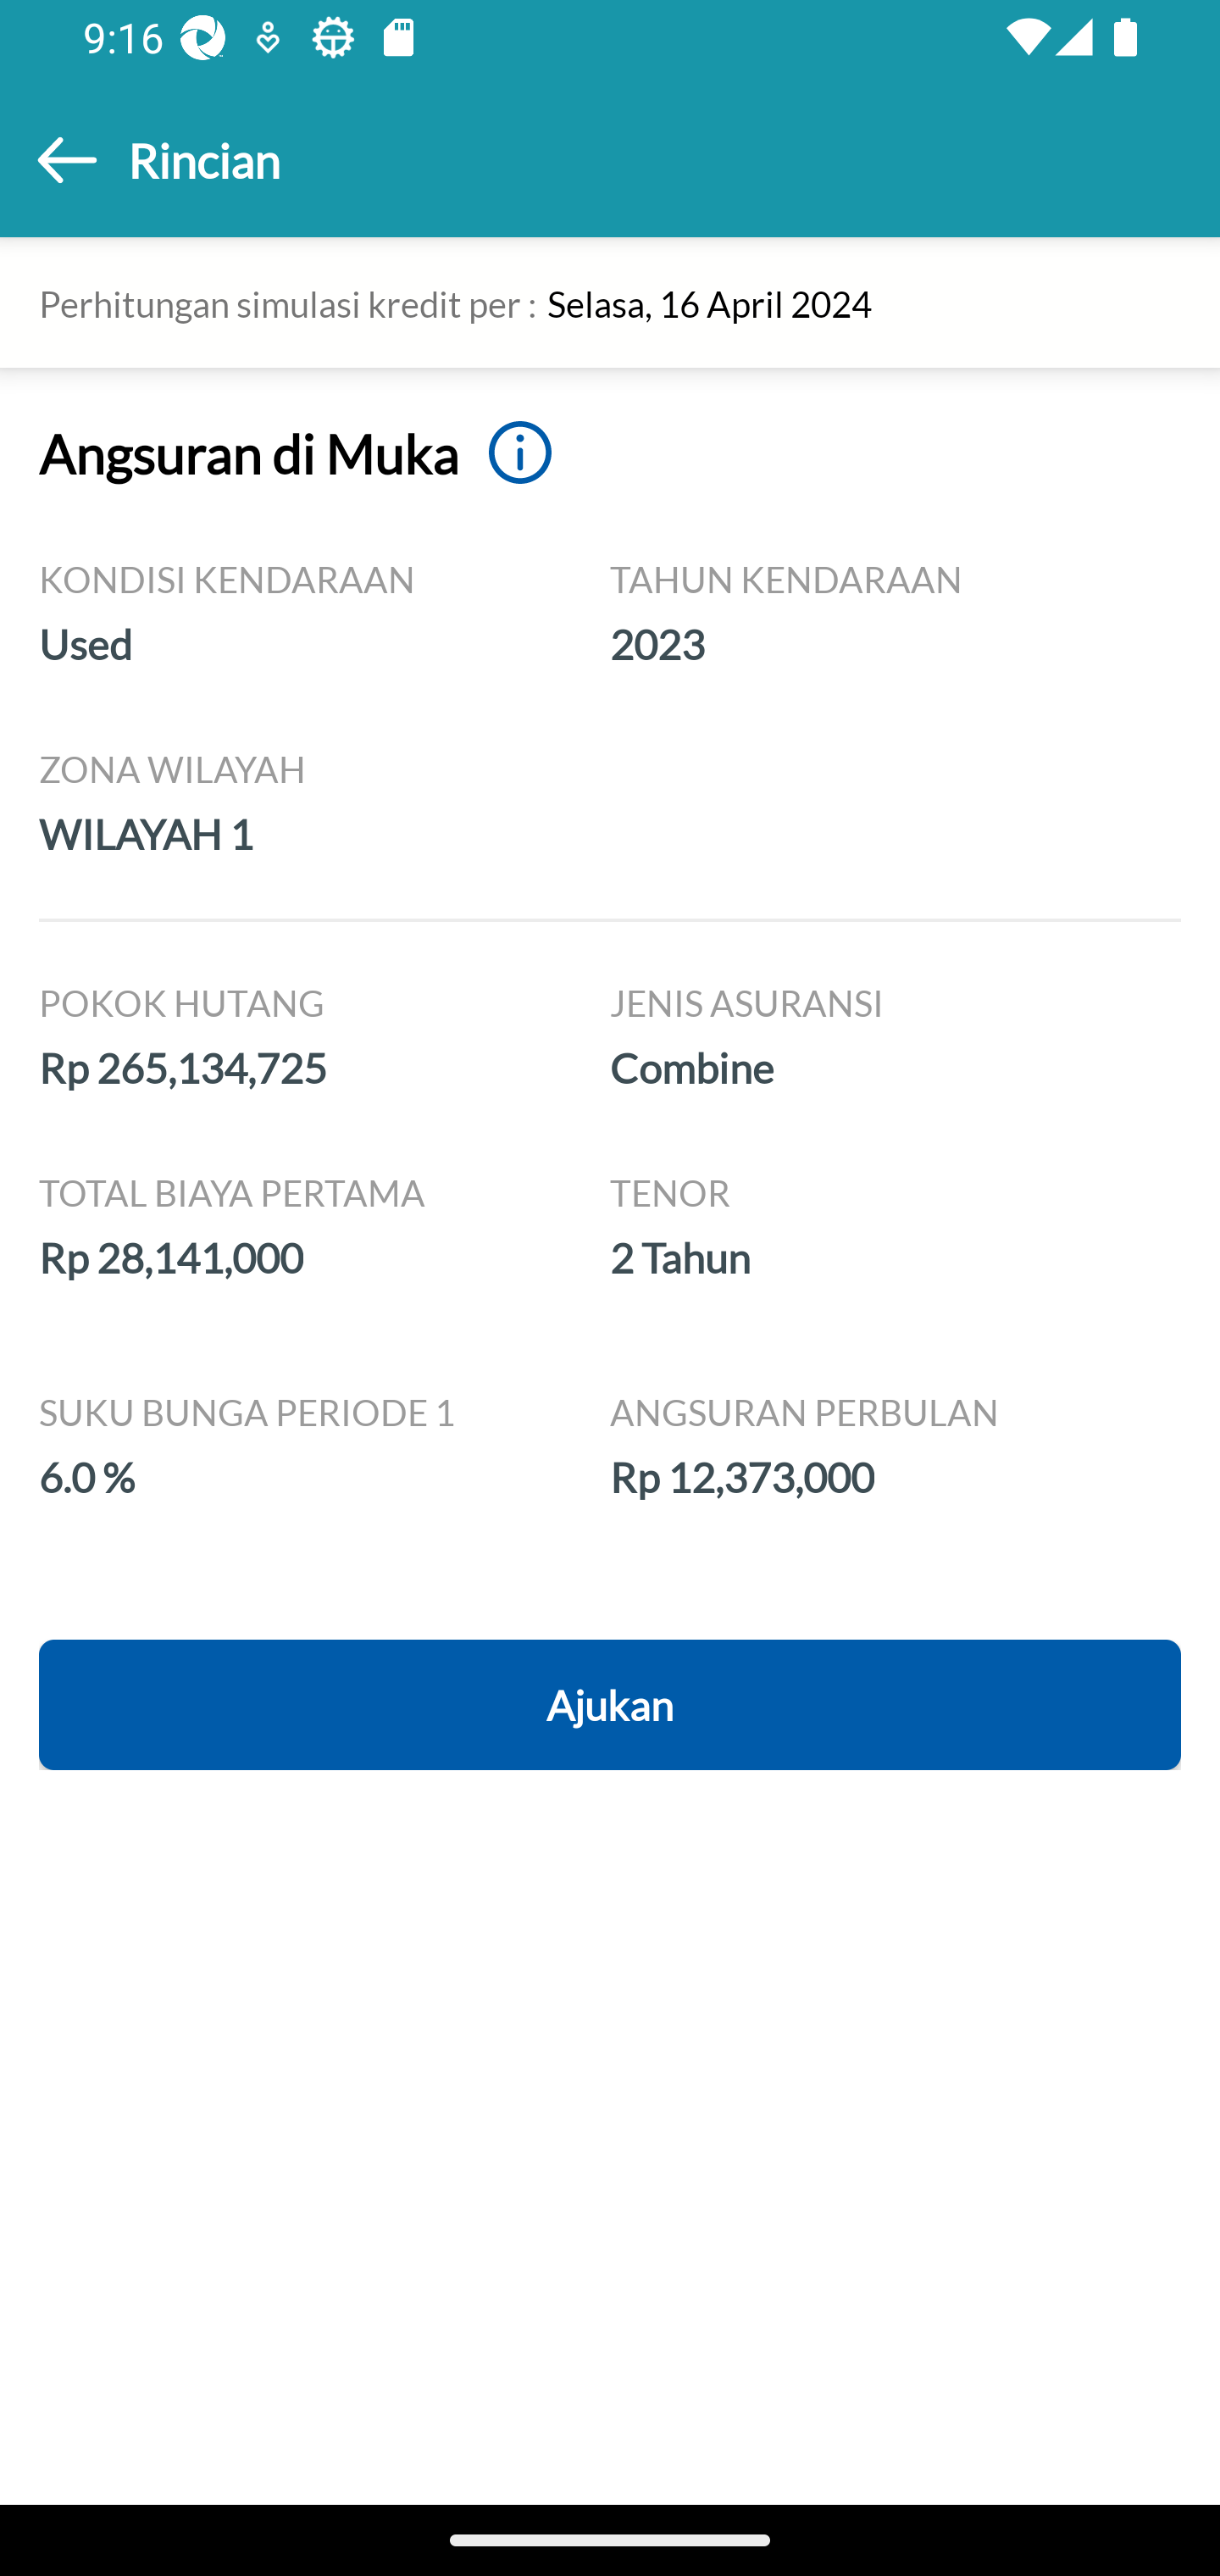 9:16
Rincian
Perhitungan simulasi kredit per : Selasa, 16 April 2024
Angsuran di Muka
KONDISI KENDARAAN
Used
TAHUN KENDARAAN
2023
ZONA WILAYAH
WILAYAH 1
POKOK HUTANG
Rp 265,134,725
JENIS ASURANSI
Combine
TOTAL BIAYA PERTAMA
Rp 28,141,000
TENOR
2 Tahun
SUKU BUNGA PERIODE 1
6.0 %
ANGSURAN PERBULAN
Rp 12,373,000
Ajukan